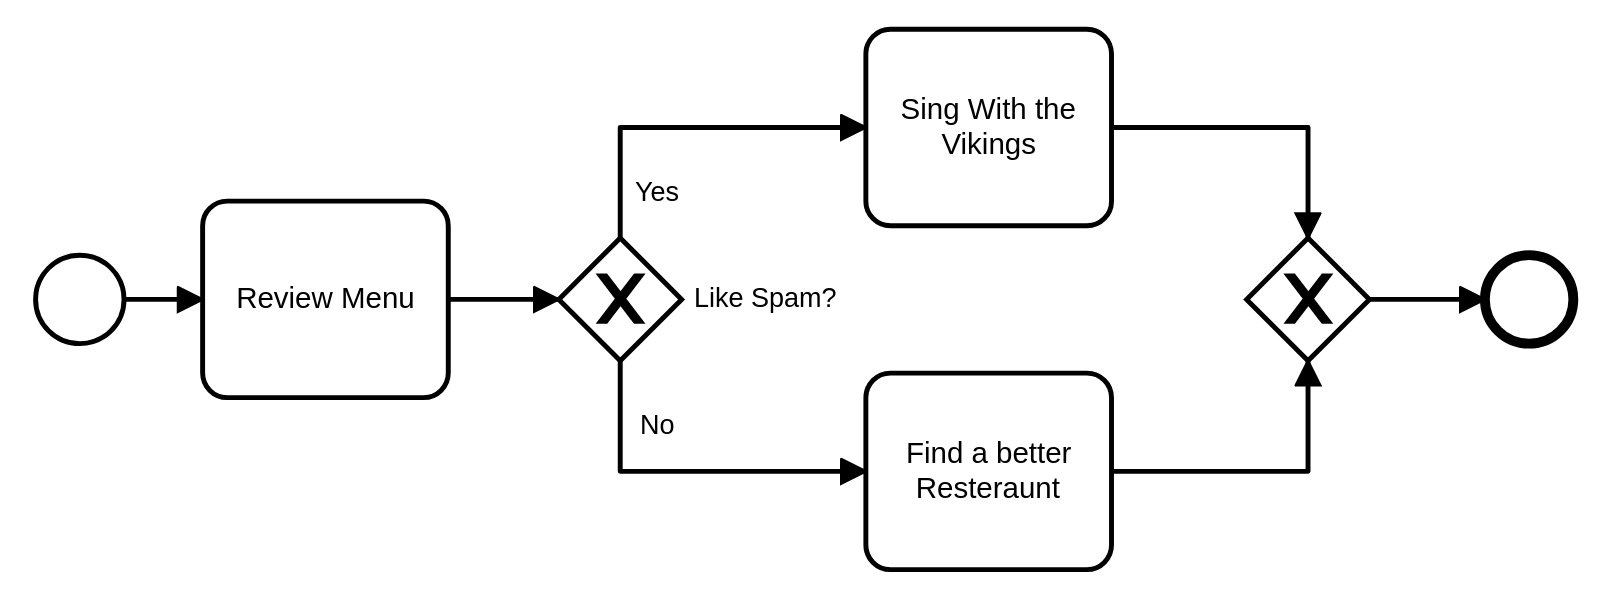 Review Menu
Yes
Like Spam?
No
Sing With the
Vikings
Find a better
Resteraunt
X
X